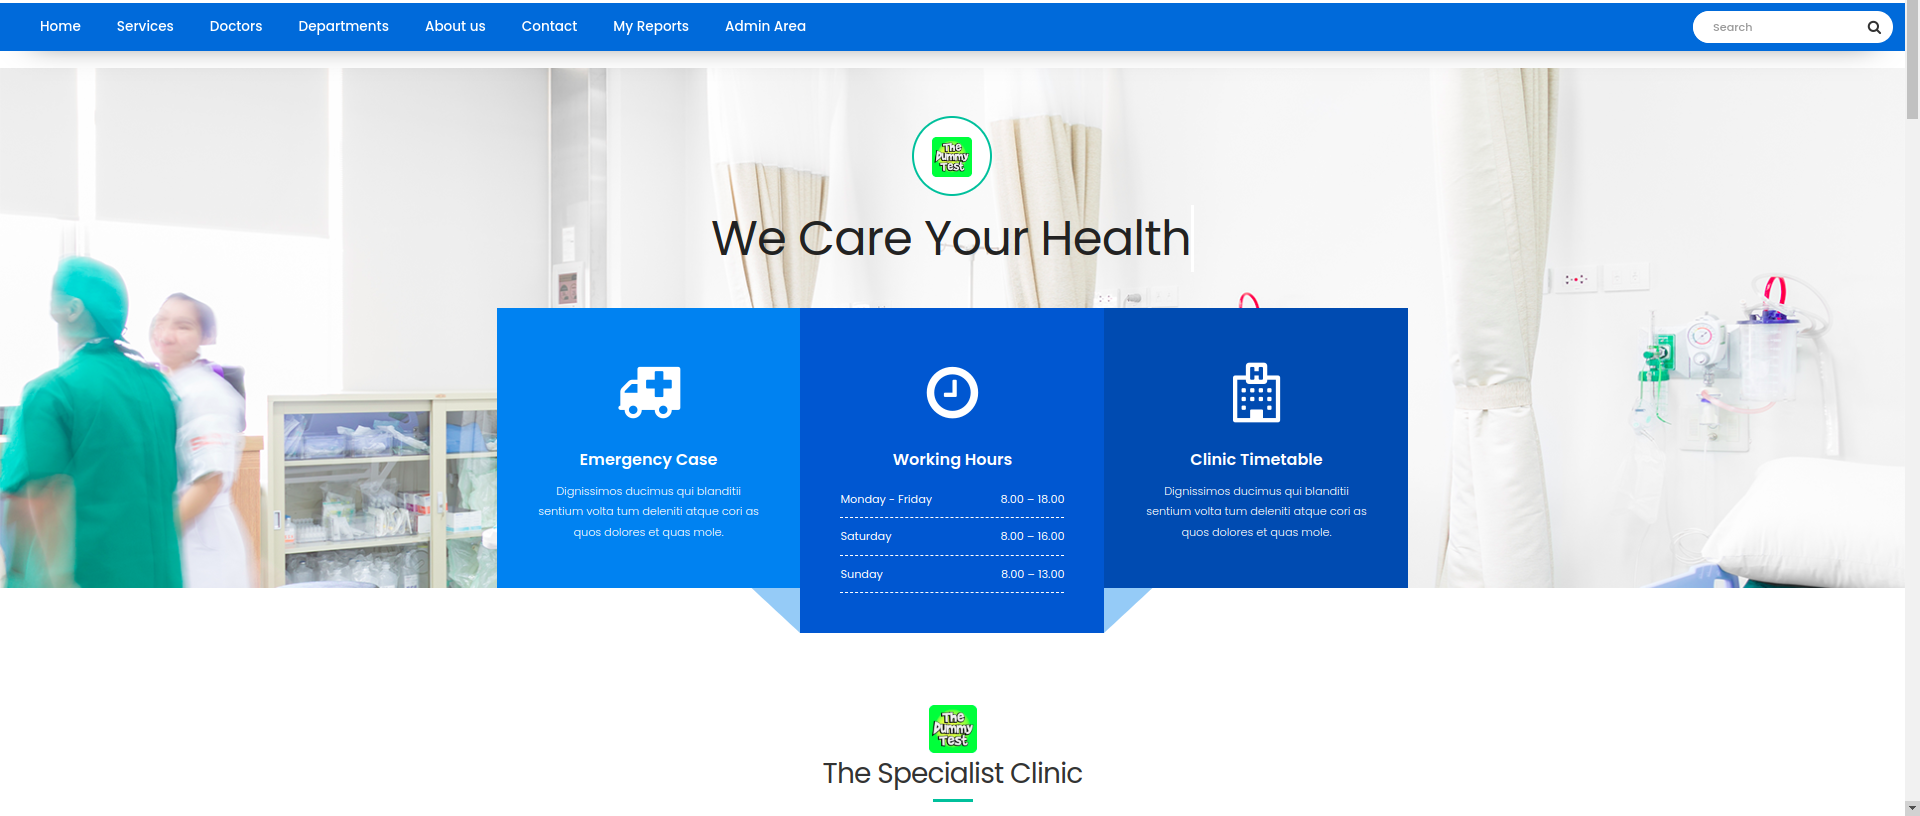 Home Services Doctors Departments About us Contact My Reports Admin Area Search
The
Dummy
Test
We Care Your Health
H
Emergency Case
Dignissimos ducimus qui blanditii
sentium volta tum deleniti atque cori as
quos dolores et quas mole.
Working Hours
Monday - Friday 8.00 – 18.00
Saturday 8.00 – 16.00
Sunday 8.00 – 13.00
Clinic Timetable
Dignissimos ducimus qui blanditii
sentium volta tum deleniti atque cori as
quos dolores et quas mole.
The
Dummy
Test
The Specialist Clinic